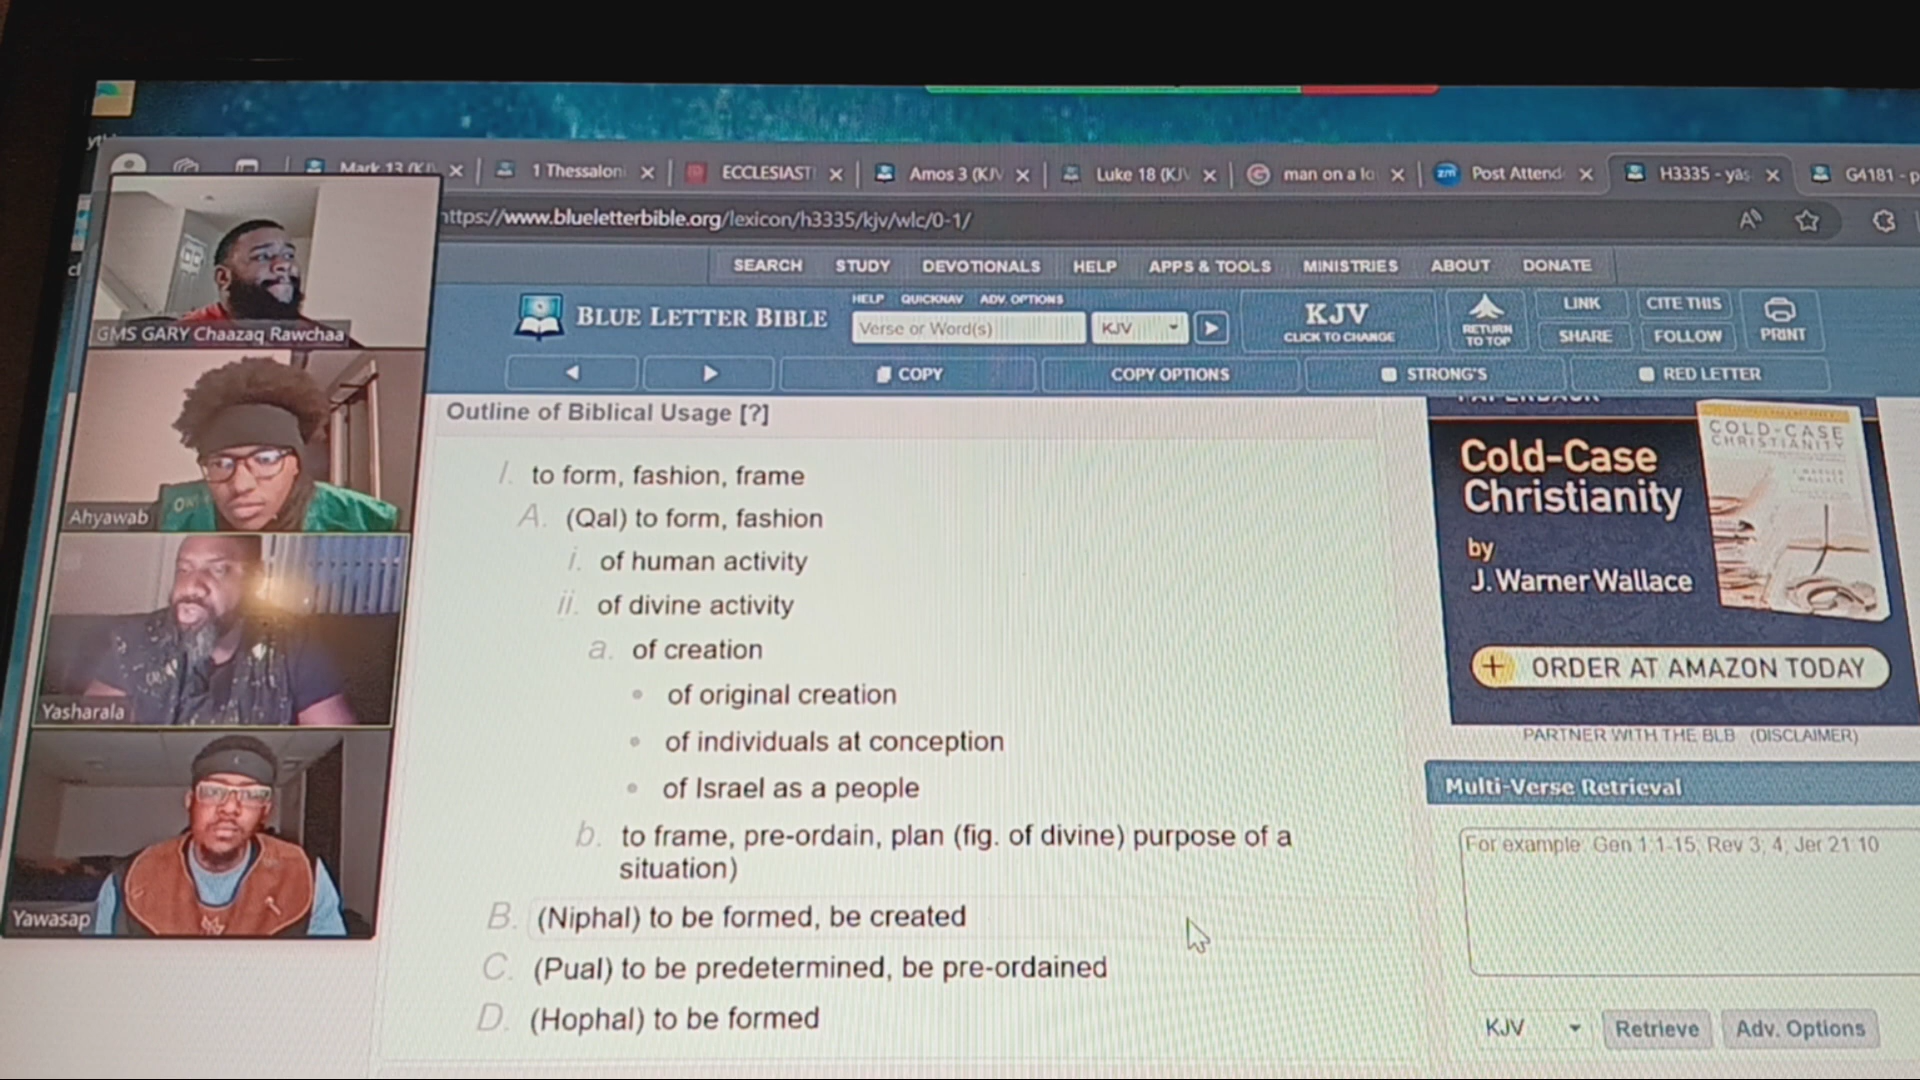 Mark 13 (KJ
1 Thessaloni
ECCLESIAST
Amos 3 (KJV
Luke 18 (KJV
man on a lo
Post Attend
H3335 - yāṣ
G4181 - p
ttps://www.blueletterbible.org/lexicon/h3335/kjv/wlc/0-1/
SEARCH STUDY DEVOTIONALS HELP APPS & TOOLS MINISTRIES ABOUT DONATE
BLUE LETTER BIBLE
HELP QUICKNAV ADV. OPTIONS
Verse or Word(s)
KJV
KJV
CLICK TO CHANGE
RETURN
TO TOP
LINK
CITE THIS
SHARE
FOLLOW
PRINT
COPY
COPY OPTIONS
STRONG'S
RED LETTER
GMS GARY Chaazaq Rawchaa
Ahyawab
Yasharala
Yawasap
Outline of Biblical Usage [?]
I. to form, fashion, frame
A. (Qal) to form, fashion
i. of human activity
ii. of divine activity
a. of creation
• of original creation
• of individuals at conception
• of Israel as a people
b. to frame, pre-ordain, plan (fig. of divine) purpose of a
situation)
B. (Niphal) to be formed, be created
C. (Pual) to be predetermined, be pre-ordained
D. (Hophal) to be formed
PAPERBACK
Cold-Case
Christianity
by
J. Warner Wallace
COLD-CASE
CHRISTIANITY
J. WARNER
WALLACE
+ ORDER AT AMAZON TODAY
PARTNER WITH THE BLB (DISCLAIMER)
Multi-Verse Retrieval
For example: Gen 1:1-15; Rev 3, 4; Jer 21:10
KJV
Retrieve
Adv. Options